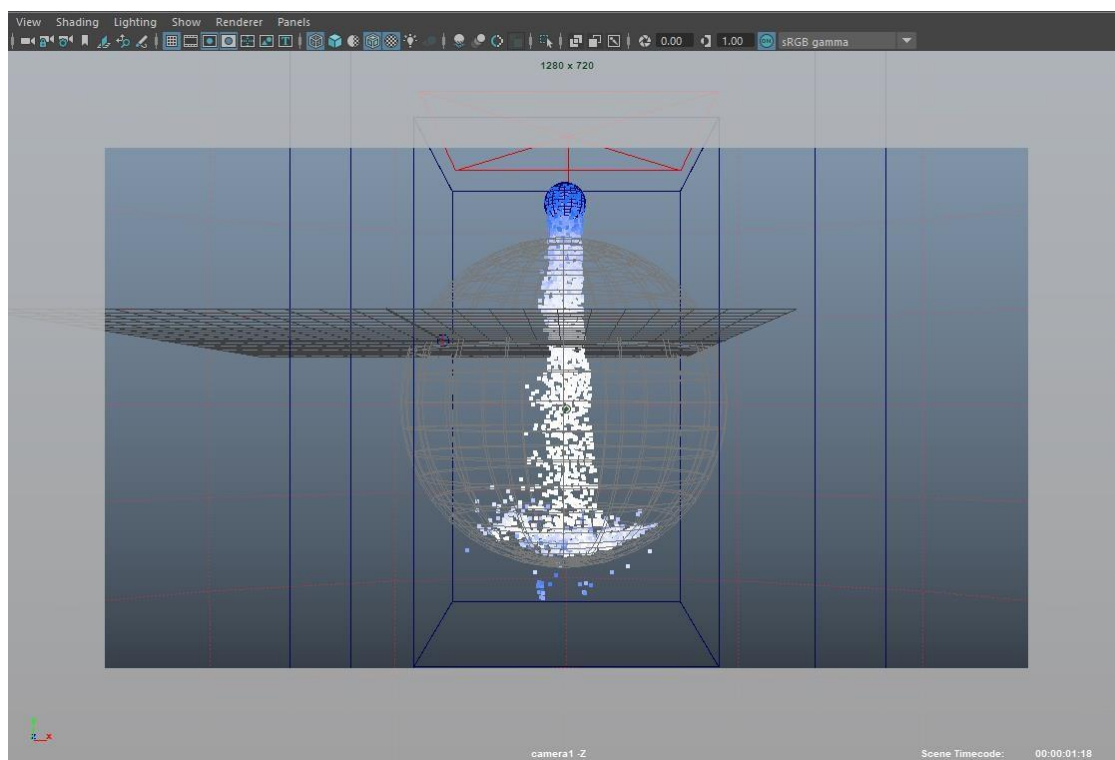 View Shading Lighting Show Renderer Panels
0.00 1.00 ON sRGB gamma
1280 x 720
camera1 -Z
Scene Timecode: 00:00:01:18